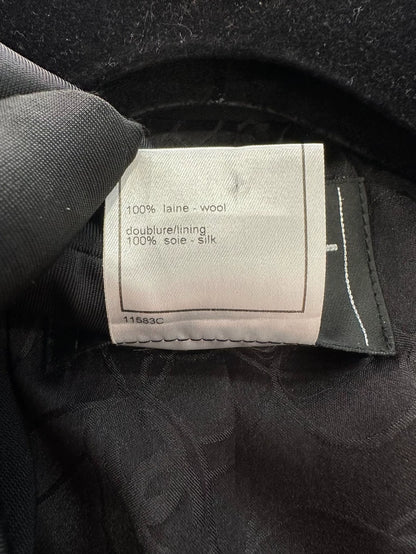 100% laine - wool
doublure/lining
100% soie - silk
11583C